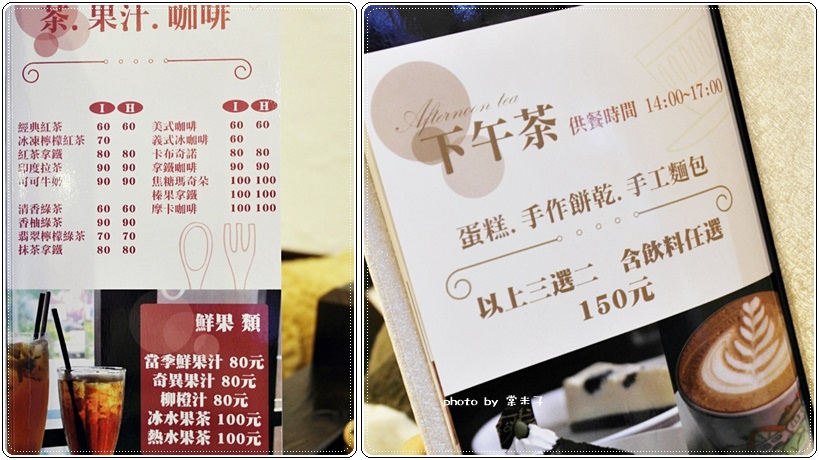 茶.果汁.咖啡
I H
經典紅茶 60 60
冰凍檸檬紅茶 70
紅茶拿鐵 80 80
印度拉茶 90 90
可可牛奶 90 90
清香綠茶 60 60
香柚綠茶 90 90
翡翠檸檬綠茶 70 70
抹茶拿鐵 80 80
I H
美式咖啡 60 60
義式冰咖啡 60
卡布奇諾 80 80
拿鐵咖啡 90 90
焦糖瑪奇朵 100 100
榛果拿鐵 100 100
摩卡咖啡 100 100
鮮果 類
當季鮮果汁 80元
奇異果汁 80元
柳橙汁 80元
冰水果茶 100元
熱水果茶 100元
Afternoon tea
下午茶 供餐時間 14:00~17:00
蛋糕.手作餅乾.手工麵包
以上三選二 含飲料任選
150元
photo by